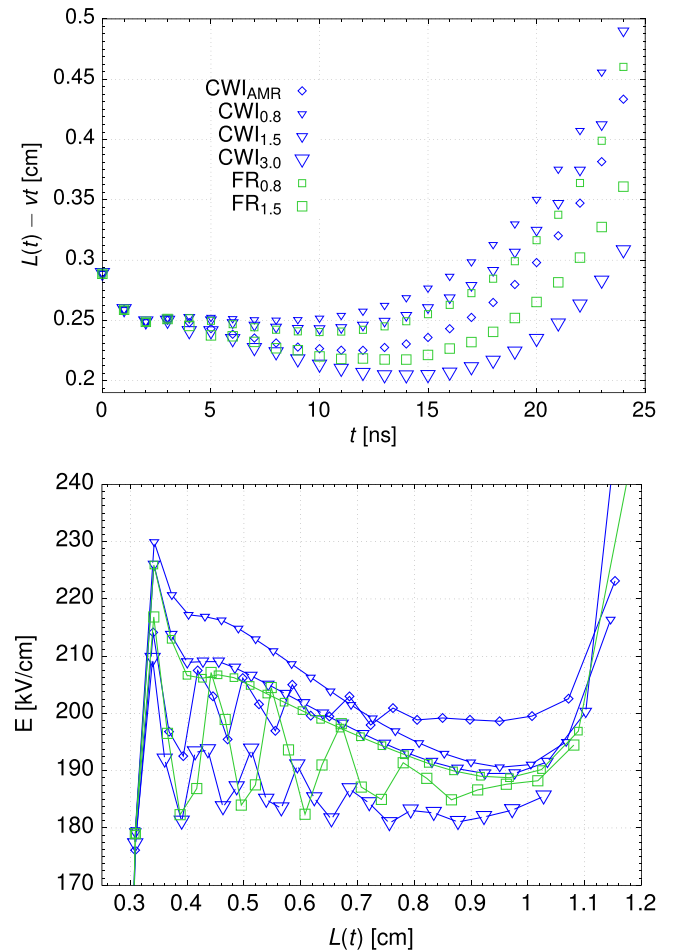 0.5
0.45
0.4
0.35
0.3
0.25
0.2
L(t) − vt [cm]
CWI_AMR
CWI_0.8
CWI_1.5
CWI_3.0
FR_0.8
FR_1.5
0 5 10 15 20 25
t [ns]
240
230
220
210
200
190
180
170
E [kV/cm]
0.3 0.4 0.5 0.6 0.7 0.8 0.9 1 1.1 1.2
L(t) [cm]